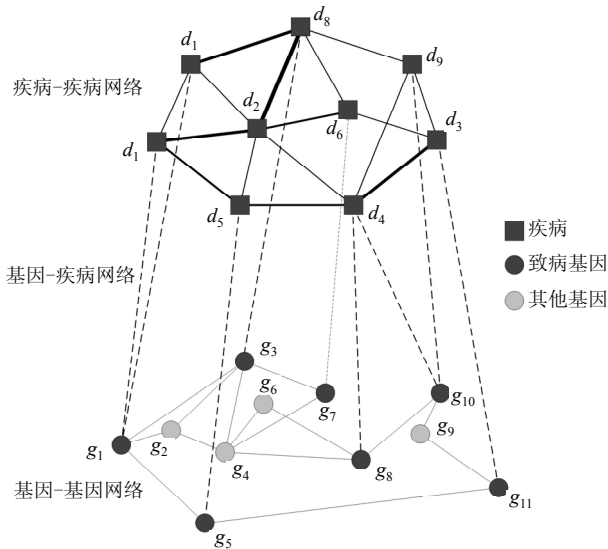 d8
d1
d9
疾病-疾病网络
d2
d6
d3
d1
d5
d4
疾病
基因-疾病网络
致病基因
其他基因
g3
g6
g7
g10
g1
g2
g4
g8
g9
基因-基因网络
g11
g5